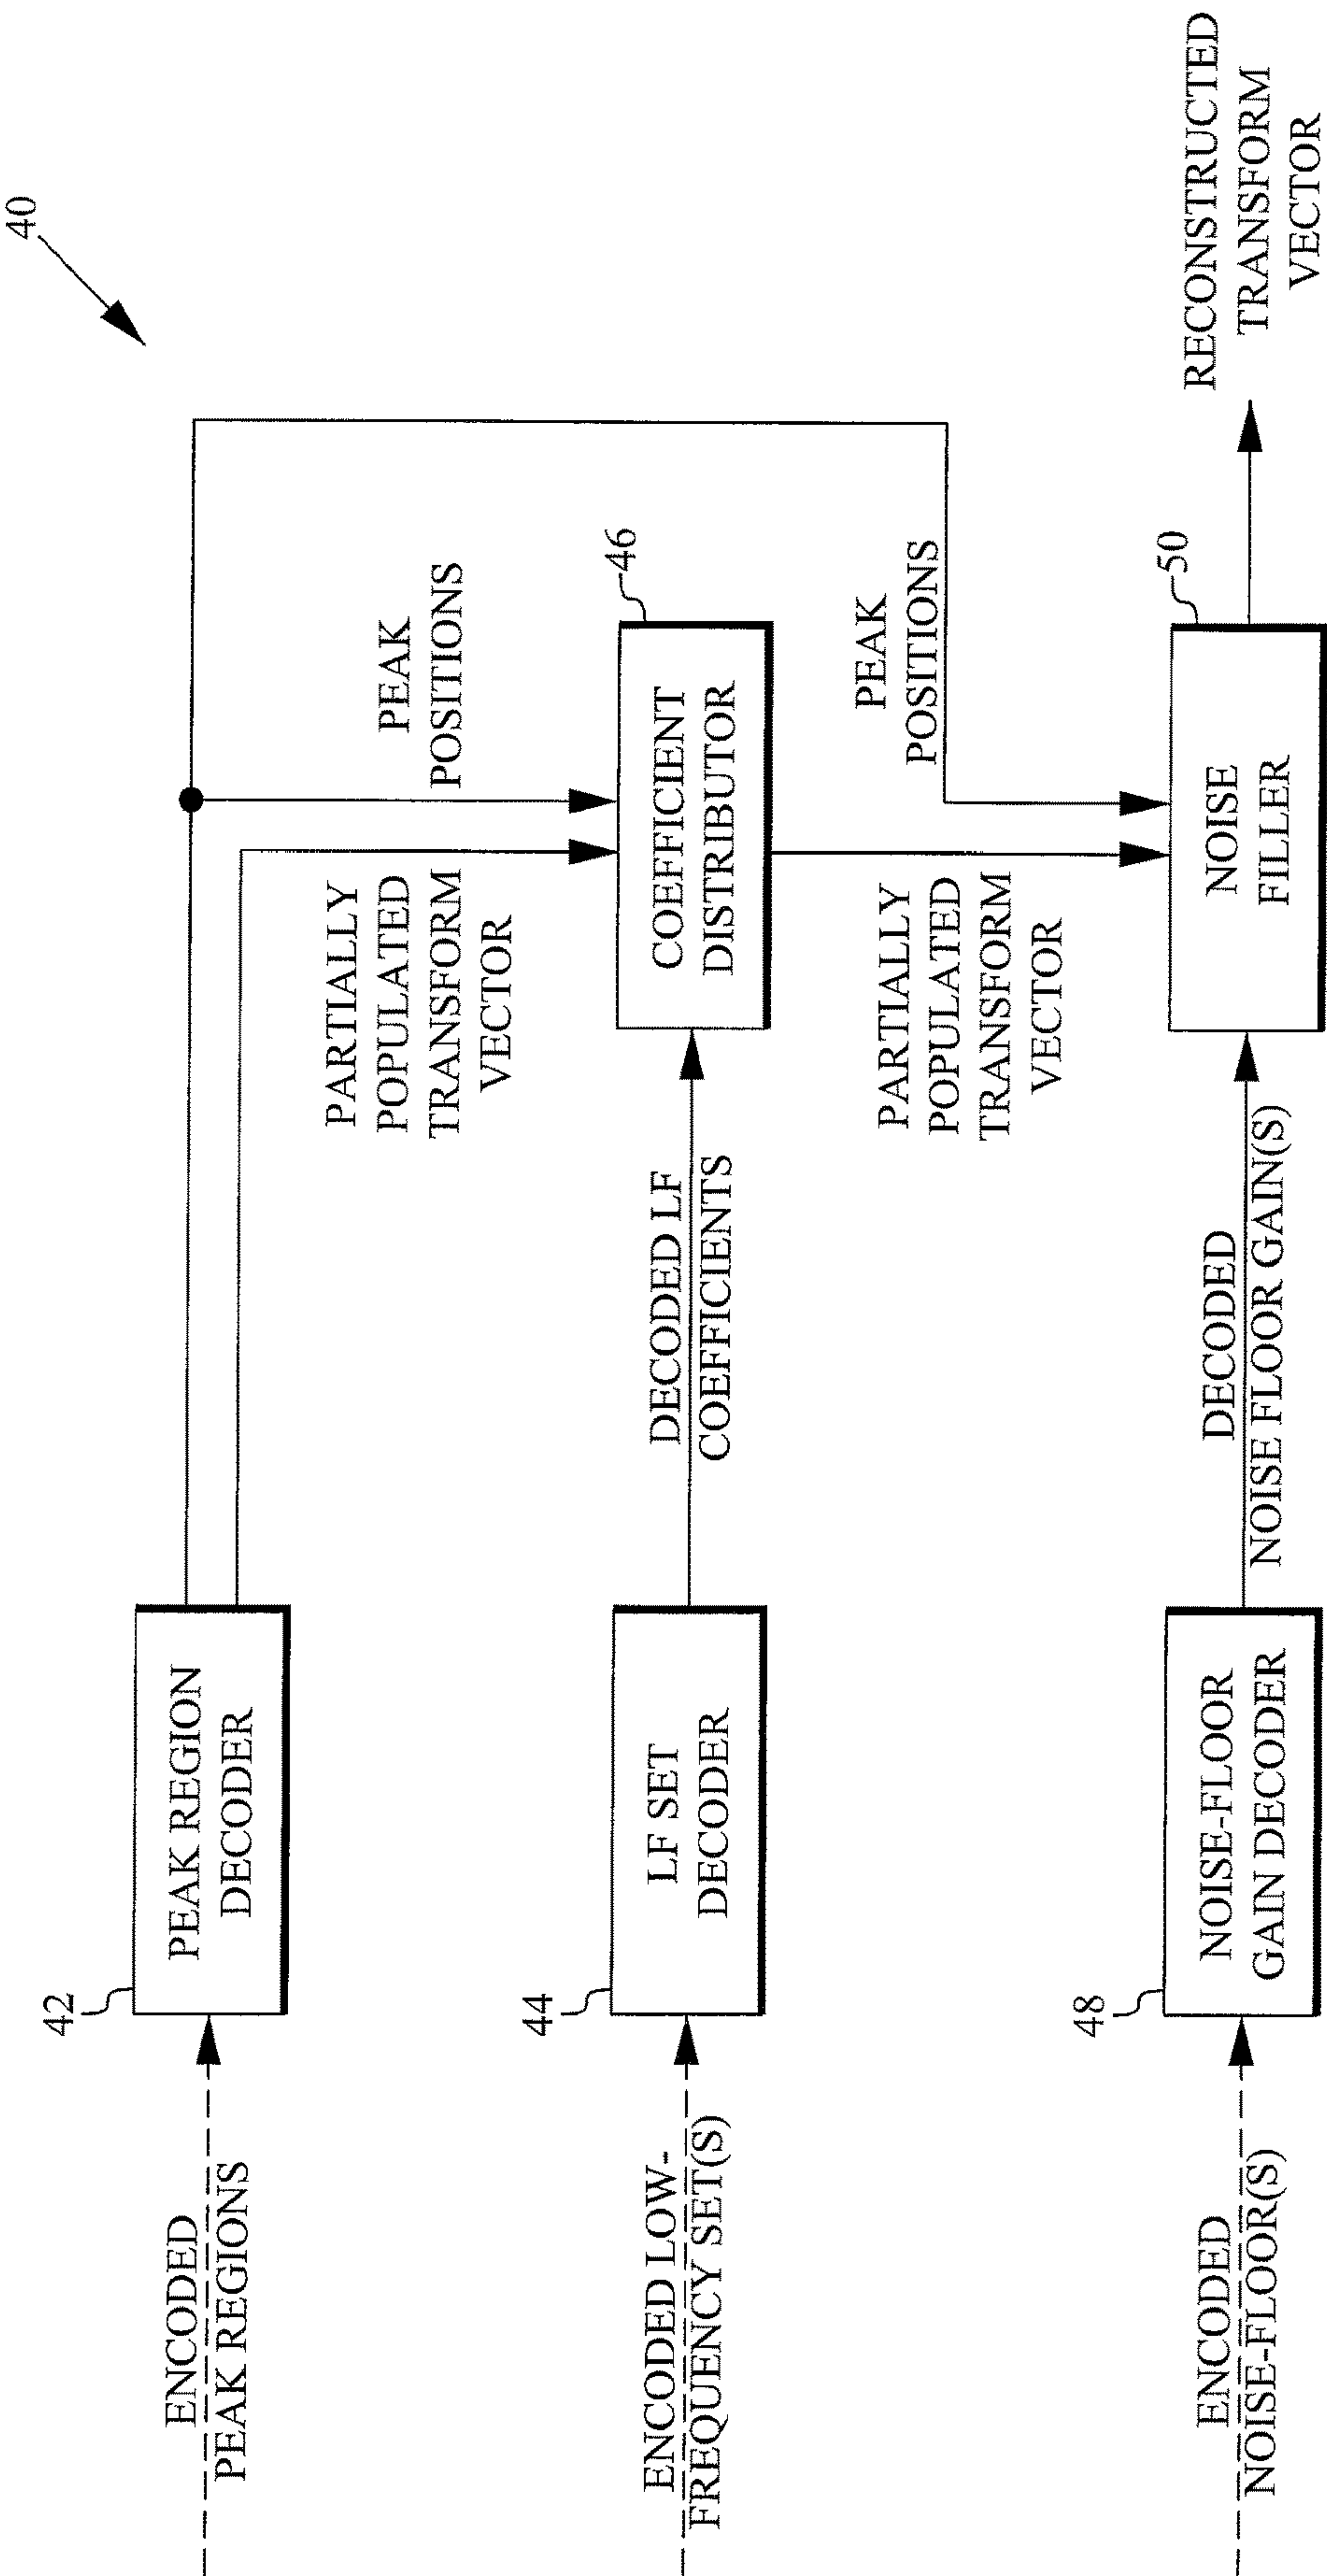 40
ENCODED
PEAK REGIONS
42
PEAK REGION
DECODER
PARTIALLY
POPULATED
TRANSFORM
VECTOR
PEAK
POSITIONS
ENCODED LOW-
FREQUENCY SET(S)
44
LF SET
DECODER
DECODED LF
COEFFICIENTS
COEFFICIENT
DISTRIBUTOR
46
PARTIALLY
POPULATED
TRANSFORM
VECTOR
PEAK
POSITIONS
ENCODED
NOISE-FLOOR(S)
48
NOISE-FLOOR
GAIN DECODER
DECODED
NOISE FLOOR GAIN(S)
NOISE
FILLER
50
RECONSTRUCTED
TRANSFORM
VECTOR